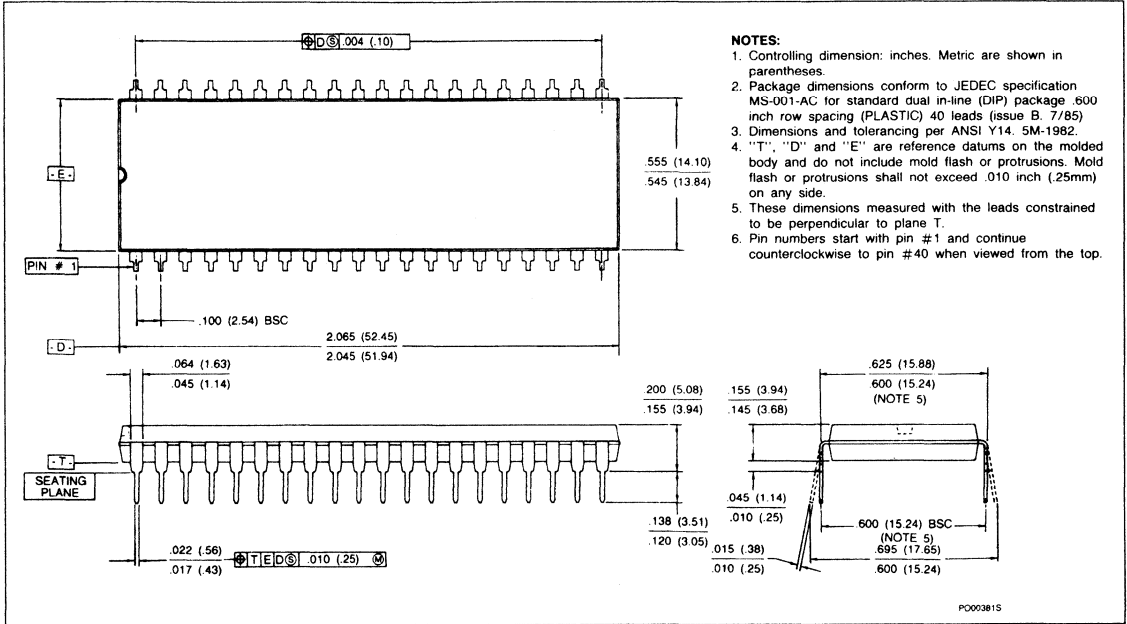 ⌖ D Ⓢ .004 (.10)
NOTES:
1. Controlling dimension: inches. Metric are shown in
parentheses.
2. Package dimensions conform to JEDEC specification
MS-001-AC for standard dual in-line (DIP) package .600
inch row spacing (PLASTIC) 40 leads (issue B. 7/85)
3. Dimensions and tolerancing per ANSI Y14. 5M-1982.
4. "T", "D" and "E" are reference datums on the molded
body and do not include mold flash or protrusions. Mold
flash or protrusions shall not exceed .010 inch (.25mm)
on any side.
5. These dimensions measured with the leads constrained
to be perpendicular to plane T.
6. Pin numbers start with pin #1 and continue
counterclockwise to pin #40 when viewed from the top.
- E -
.555 (14.10)
.545 (13.84)
PIN # 1
.100 (2.54) BSC
- D -
2.065 (52.45)
2.045 (51.94)
.064 (1.63)
.045 (1.14)
.200 (5.08)
.155 (3.94)
.155 (3.94)
.145 (3.68)
.625 (15.88)
.600 (15.24)
(NOTE 5)
- T -
SEATING
PLANE
.138 (3.51)
.120 (3.05)
.045 (1.14)
.010 (.25)
.600 (15.24) BSC
(NOTE 5)
.695 (17.65)
.600 (15.24)
.015 (.38)
.010 (.25)
.022 (.56)
.017 (.43)
⌖ T E D Ⓢ .010 (.25) Ⓜ
PO00381S